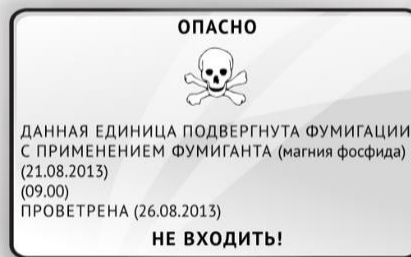 ОПАСНО
ДАННАЯ ЕДИНИЦА ПОДВЕРГНУТА ФУМИГАЦИИ
С ПРИМЕНЕНИЕМ ФУМИГАНТА (магния фосфида)
(21.08.2013)
(09.00)
ПРОВЕТРЕНА (26.08.2013)
НЕ ВХОДИТЬ!